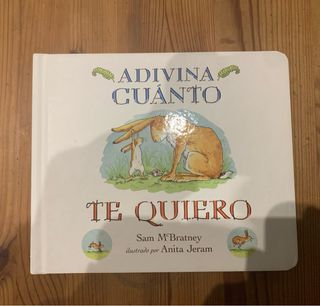 ADIVINA
CUÁNTO
TE QUIERO
Sam McBratney
ilustrado por Anita Jeram